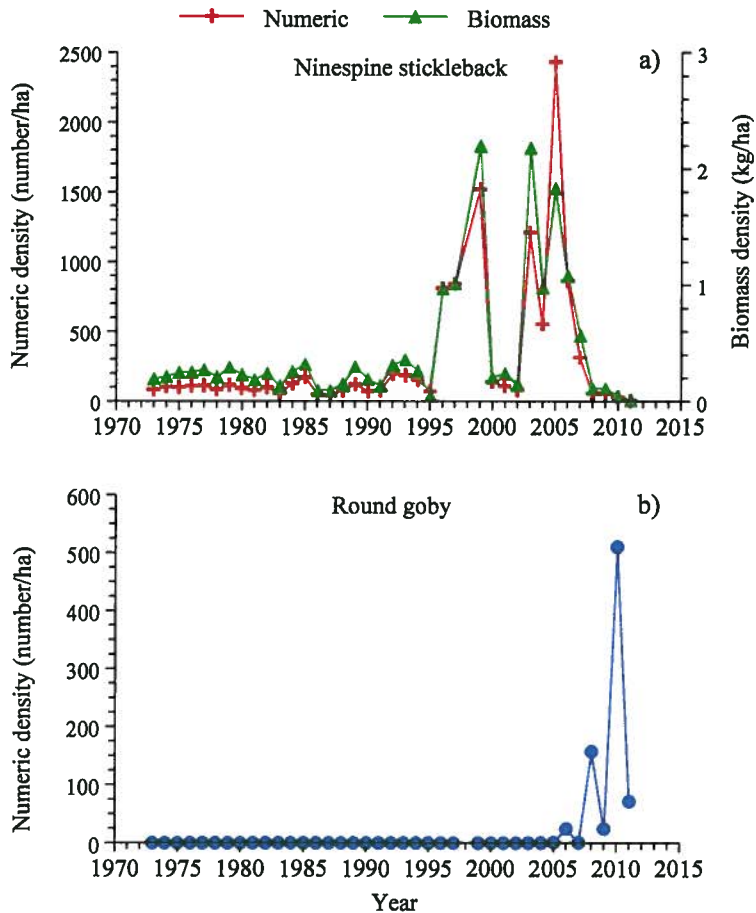 Numeric Biomass
Ninespine stickleback a)
Numeric density (number/ha)
2500
2000
1500
1000
500
0
Biomass density (kg/ha)
3
2
1
0
1970 1975 1980 1985 1990 1995 2000 2005 2010 2015
Round goby b)
Numeric density (number/ha)
600
500
400
300
200
100
0
1970 1975 1980 1985 1990 1995 2000 2005 2010 2015
Year